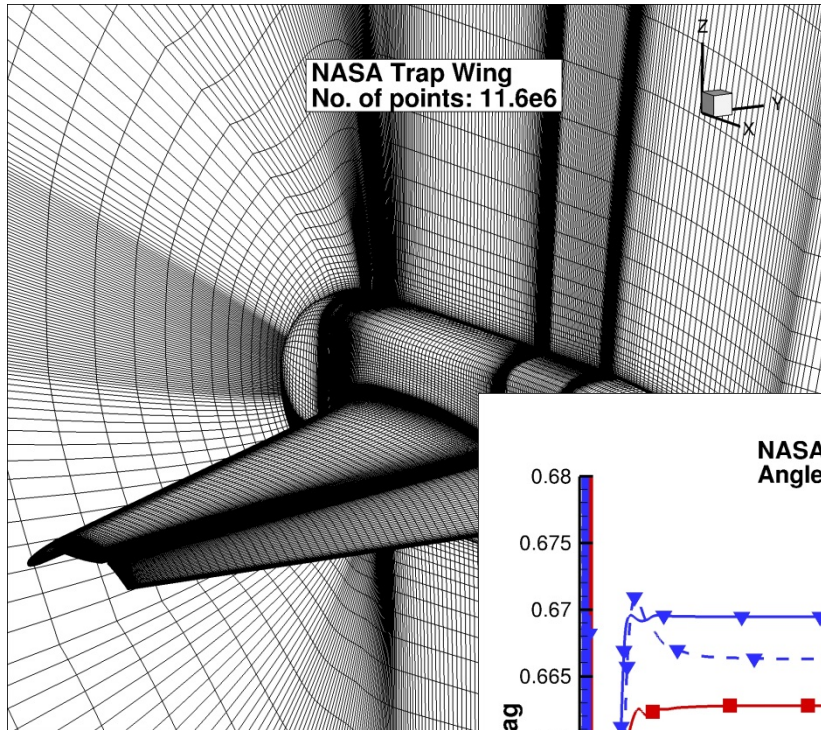 NASA Trap Wing
No. of points: 11.6e6
Z
Y
X
NASA
Angle
0.68
0.675
0.67
0.665
ag